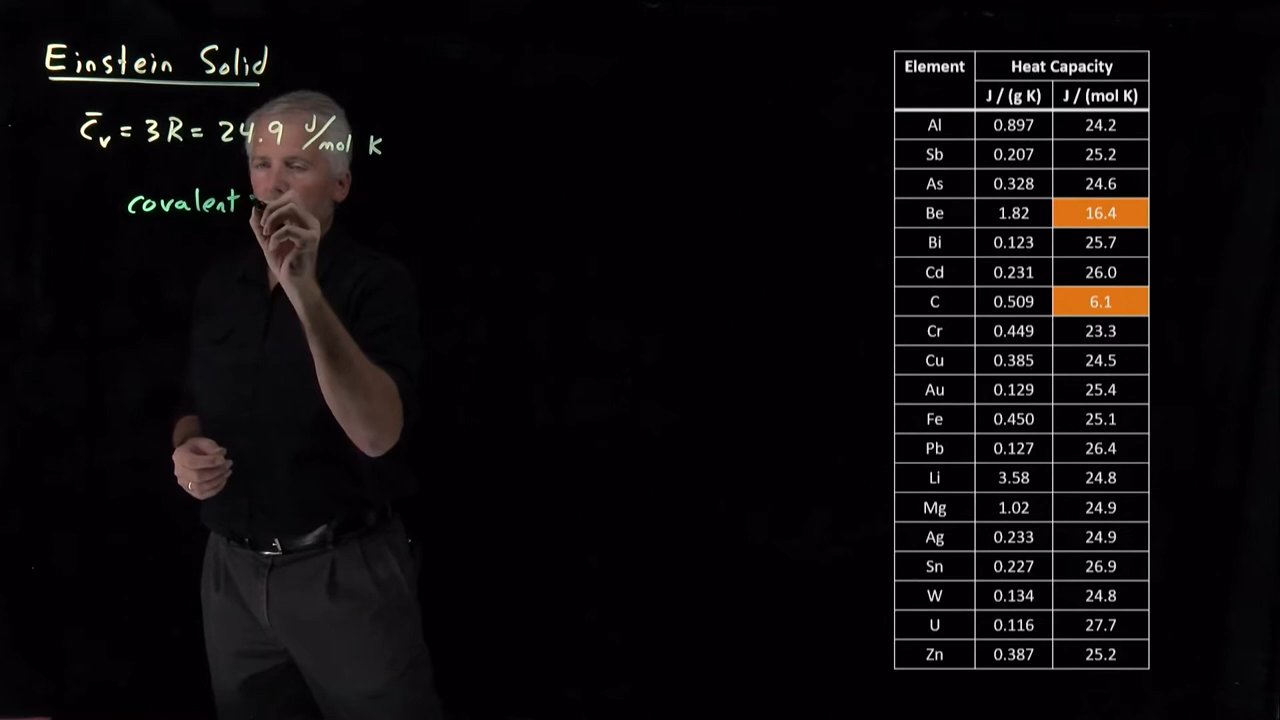 Einstein Solid
C̄v = 3R = 24.9 J/mol K
covalent
Element Heat Capacity
J / (g K) J / (mol K)
Al 0.897 24.2
Sb 0.207 25.2
As 0.328 24.6
Be 1.82 16.4
Bi 0.123 25.7
Cd 0.231 26.0
C 0.509 6.1
Cr 0.449 23.3
Cu 0.385 24.5
Au 0.129 25.4
Fe 0.450 25.1
Pb 0.127 26.4
Li 3.58 24.8
Mg 1.02 24.9
Ag 0.233 24.9
Sn 0.227 26.9
W 0.134 24.8
U 0.116 27.7
Zn 0.387 25.2